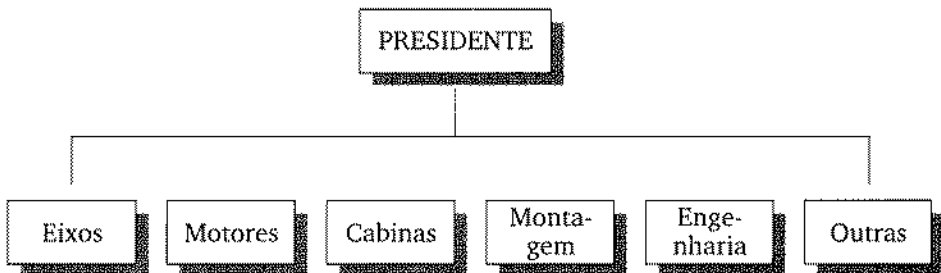 PRESIDENTE
Eixos
Motores
Cabinas
Monta-
gem
Enge-
nharia
Outras